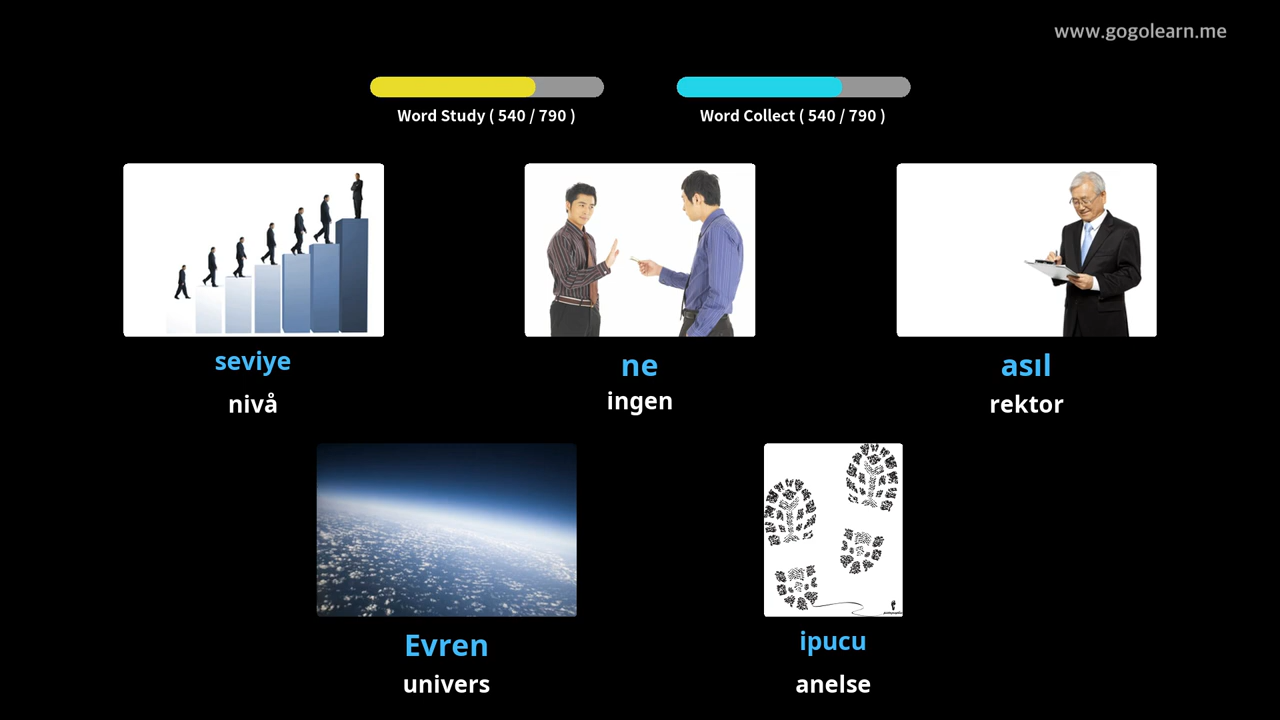 www.gogolearn.me
Word Study ( 540 / 790 )
Word Collect ( 540 / 790 )
seviye
nivå
ne
ingen
asıl
rektor
Evren
univers
ipucu
anelse